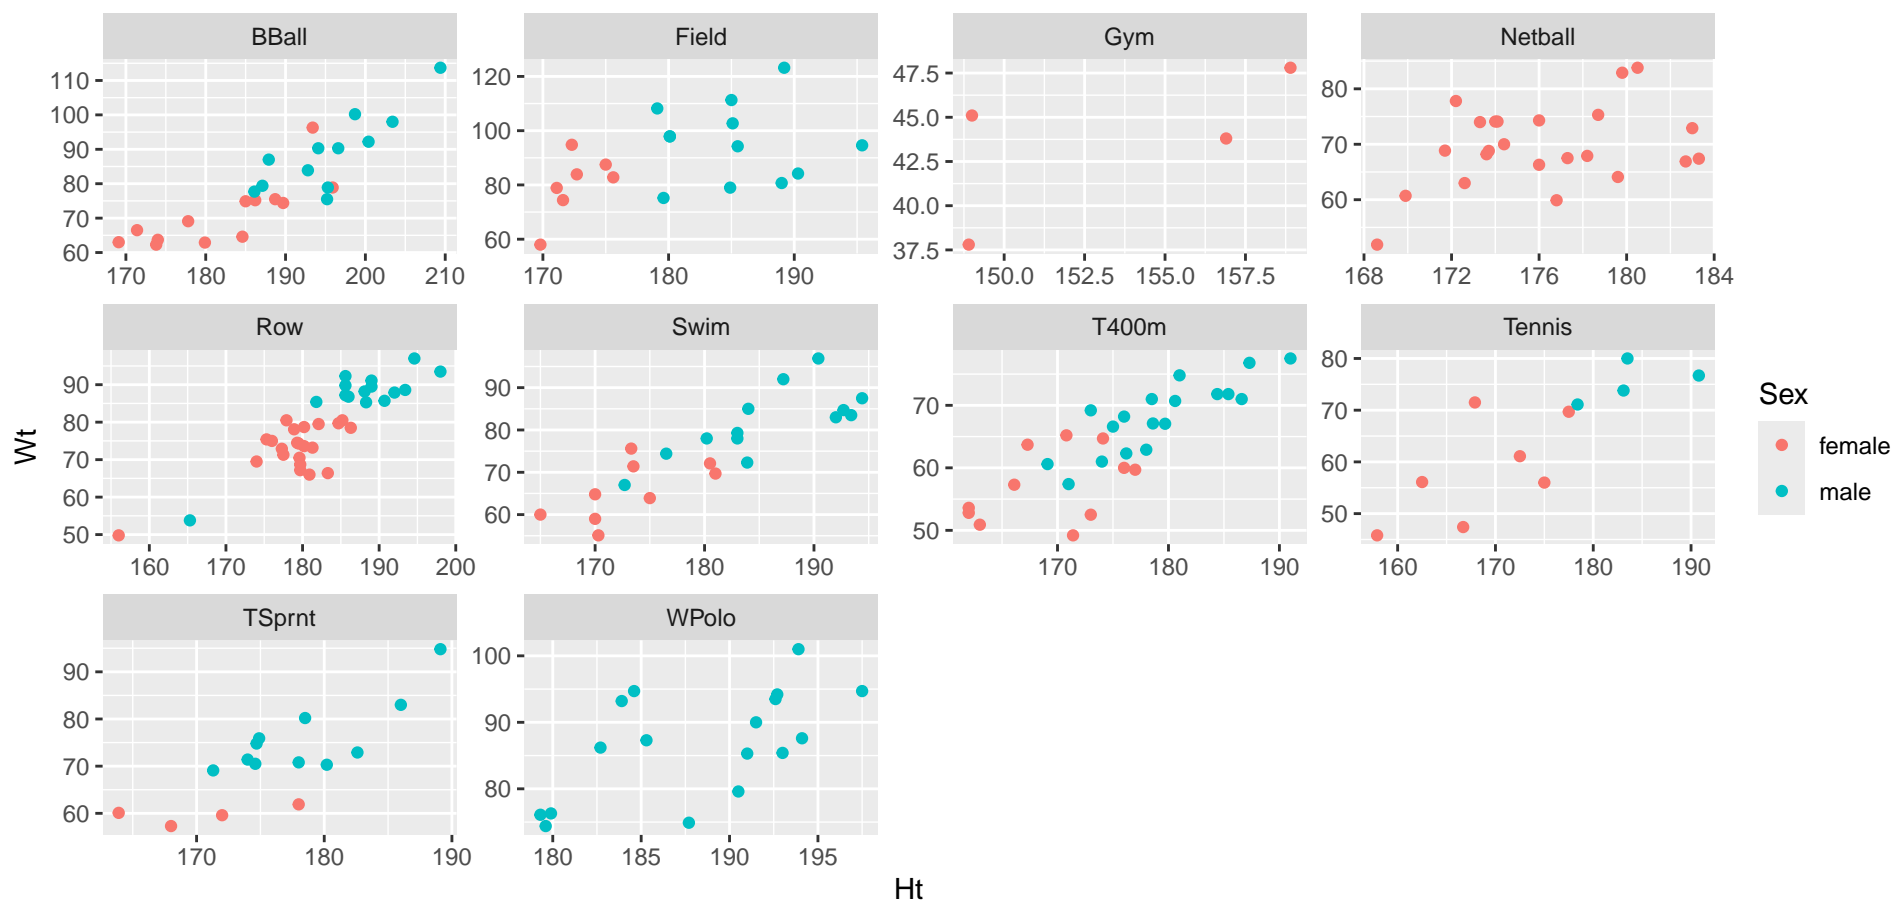 BBall Field Gym Netball
110 100 90 80 70 60
170 180 190 200 210
120 100 80 60
170 180 190
47.5 45.0 42.5 40.0 37.5
150.0 152.5 155.0 157.5
80 70 60
168 172 176 180 184
Row Swim T400m Tennis
90 80 70 60 50
160 170 180 190 200
90 80 70 60
170 180 190
70 60 50
170 180 190
80 70 60 50
160 170 180 190
TSprnt WPolo
90 80 70 60
170 180 190
100 90 80
180 185 190 195
Wt
Ht
Sex
female
male